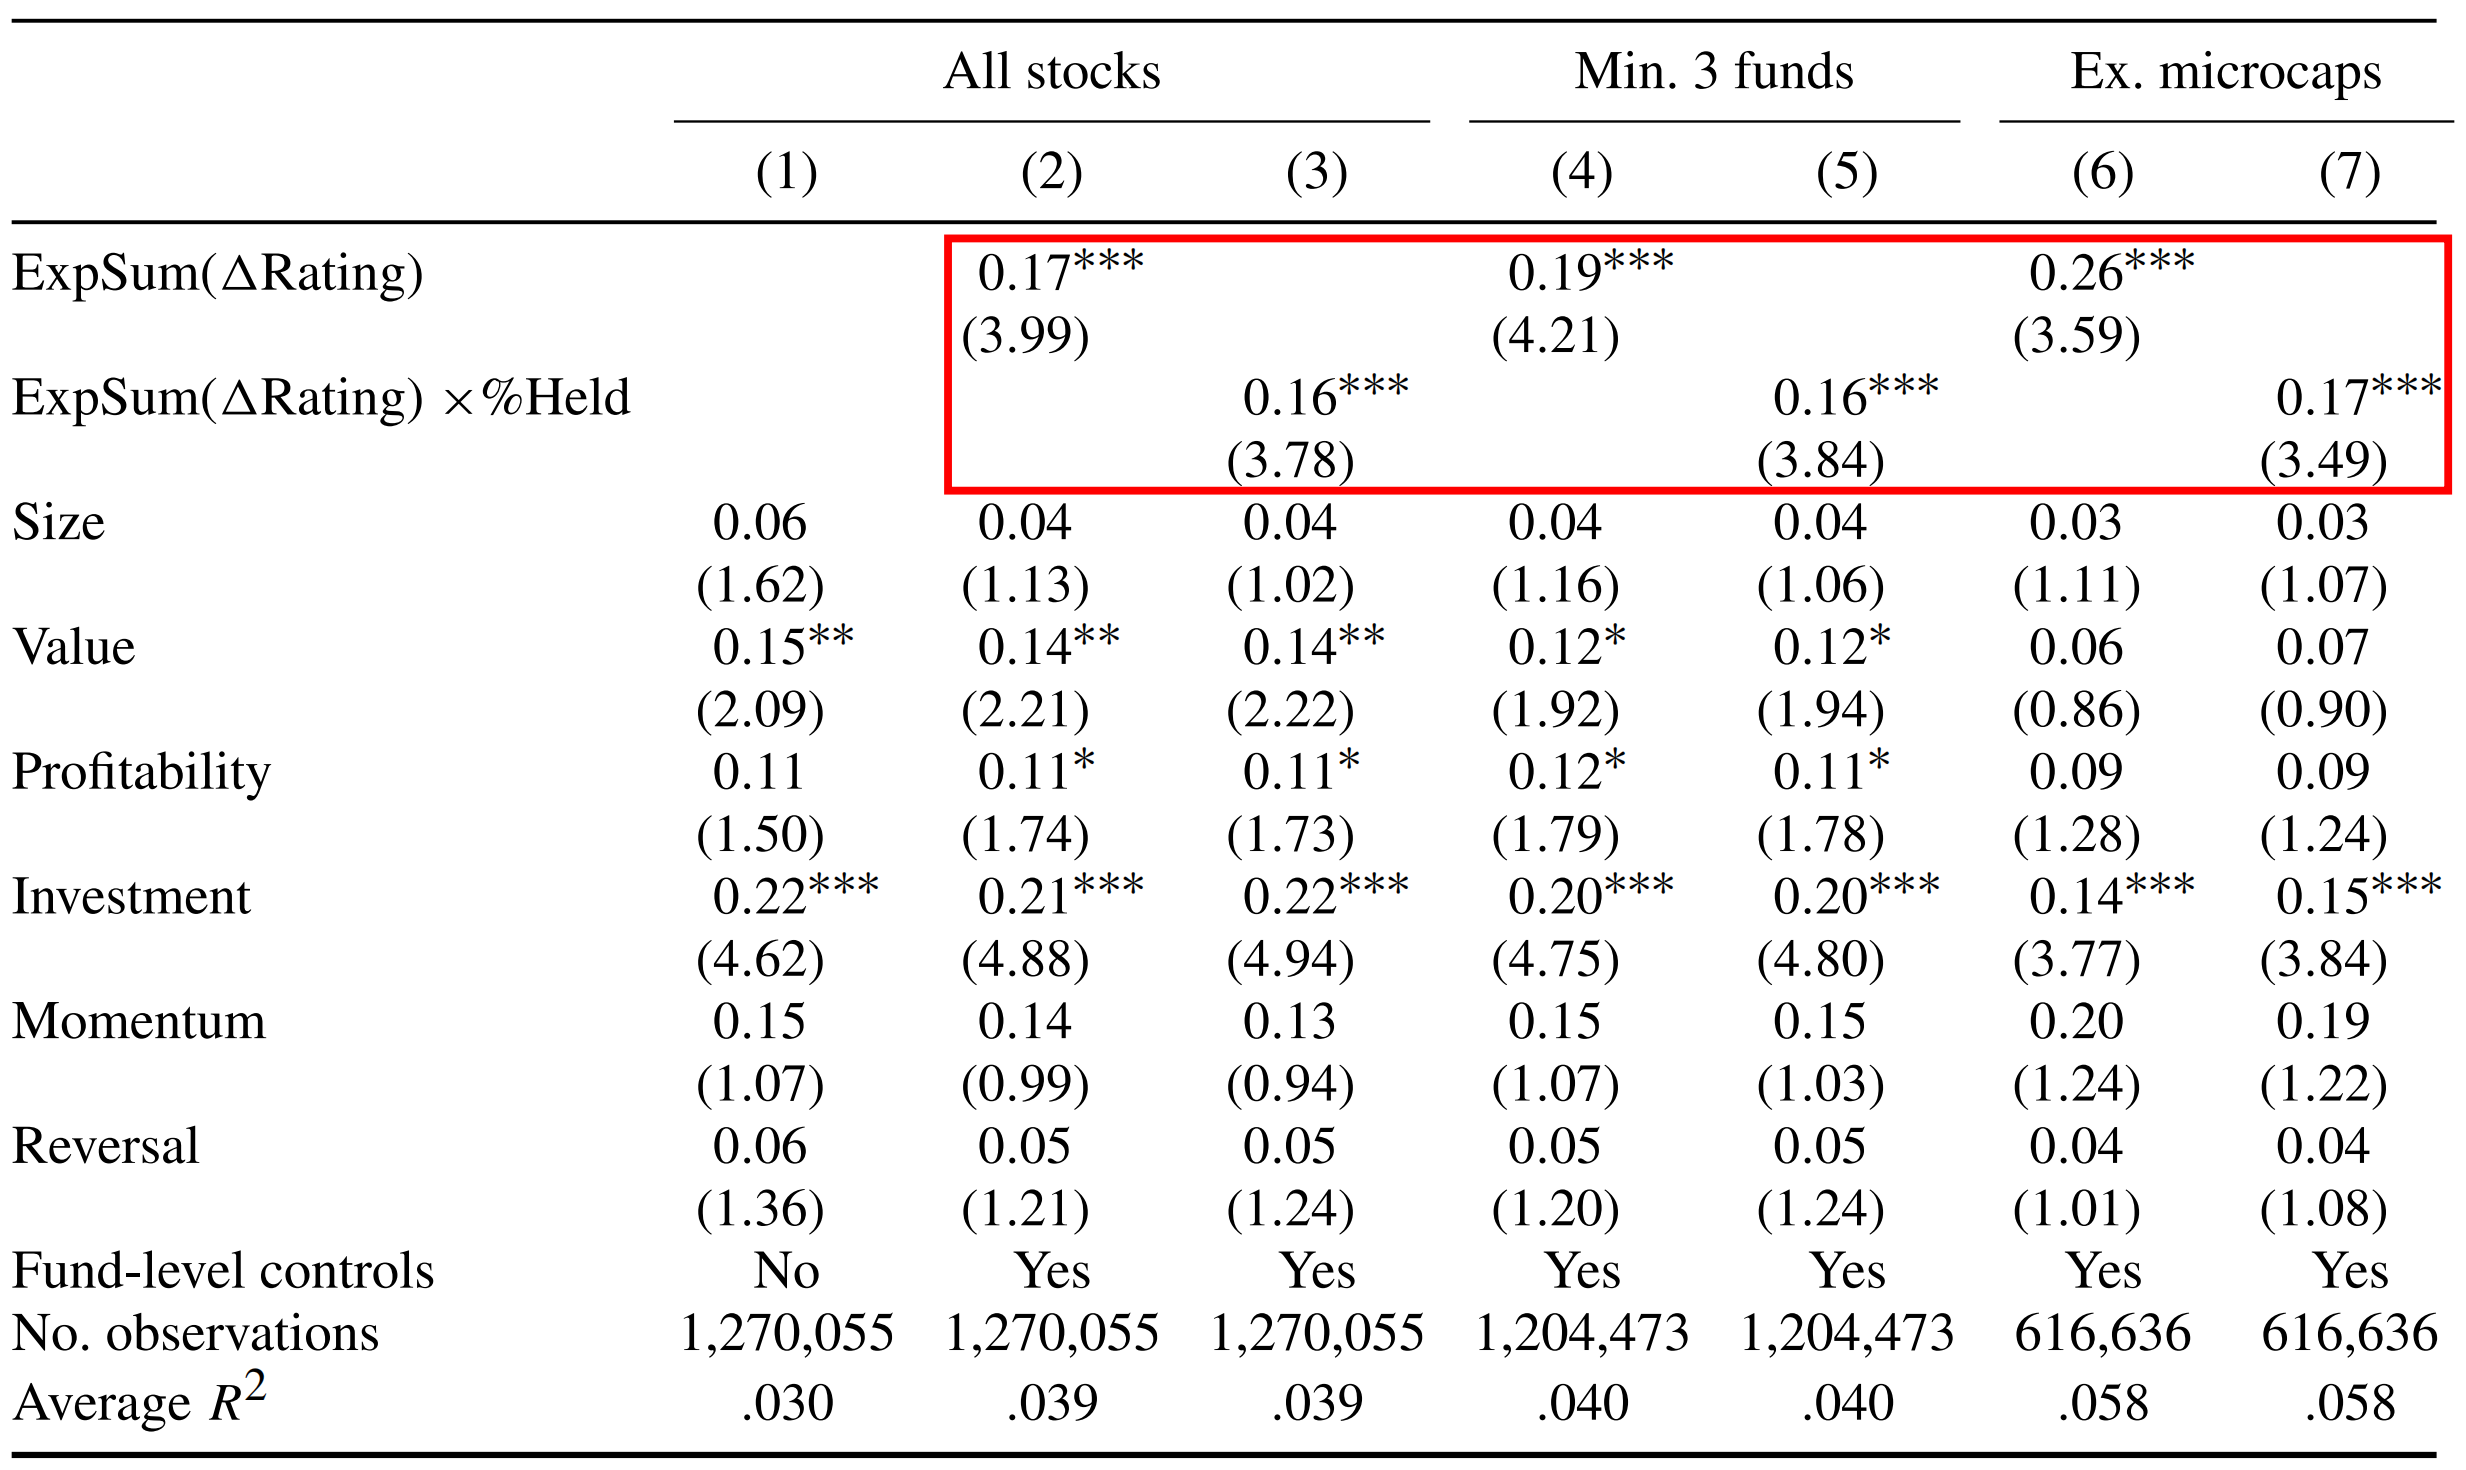 All stocks Min. 3 funds Ex. microcaps
(1) (2) (3) (4) (5) (6) (7)
ExpSum(ΔRating) 0.17*** 0.19*** 0.26***
(3.99) (4.21) (3.59)
ExpSum(ΔRating) ×%Held 0.16*** 0.16*** 0.17***
(3.78) (3.84) (3.49)
Size 0.06 0.04 0.04 0.04 0.04 0.03 0.03
(1.62) (1.13) (1.02) (1.16) (1.06) (1.11) (1.07)
Value 0.15** 0.14** 0.14** 0.12* 0.12* 0.06 0.07
(2.09) (2.21) (2.22) (1.92) (1.94) (0.86) (0.90)
Profitability 0.11 0.11* 0.11* 0.12* 0.11* 0.09 0.09
(1.50) (1.74) (1.73) (1.79) (1.78) (1.28) (1.24)
Investment 0.22*** 0.21*** 0.22*** 0.20*** 0.20*** 0.14*** 0.15***
(4.62) (4.88) (4.94) (4.75) (4.80) (3.77) (3.84)
Momentum 0.15 0.14 0.13 0.15 0.15 0.20 0.19
(1.07) (0.99) (0.94) (1.07) (1.03) (1.24) (1.22)
Reversal 0.06 0.05 0.05 0.05 0.05 0.04 0.04
(1.36) (1.21) (1.24) (1.20) (1.24) (1.01) (1.08)
Fund-level controls No Yes Yes Yes Yes Yes Yes
No. observations 1,270,055 1,270,055 1,270,055 1,204,473 1,204,473 616,636 616,636
Average R² .030 .039 .039 .040 .040 .058 .058